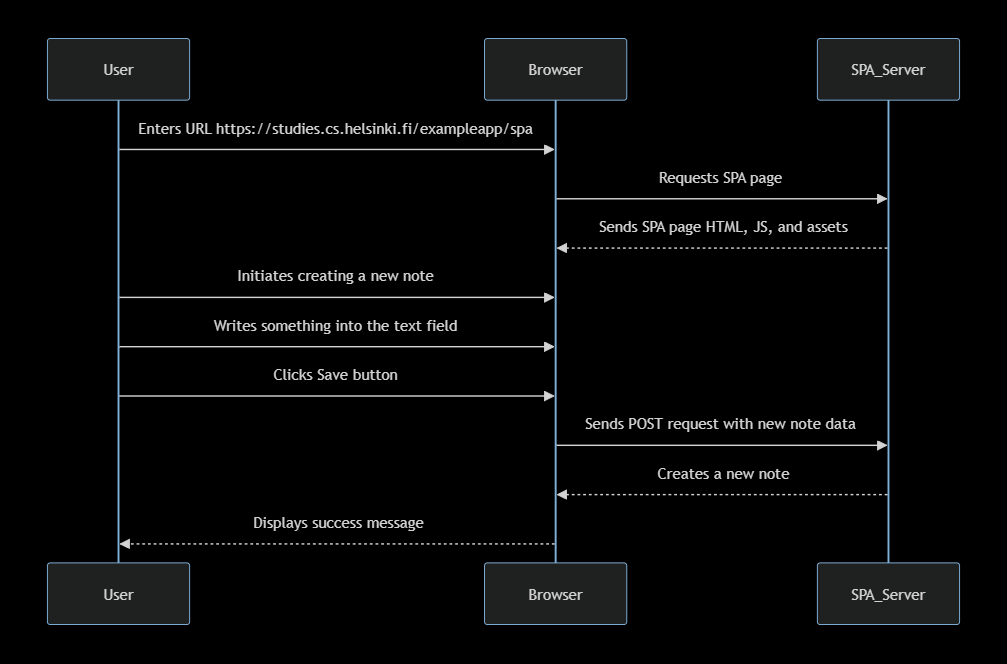 User
Browser
SPA_Server
Enters URL https://studies.cs.helsinki.fi/exampleapp/spa
Requests SPA page
Sends SPA page HTML, JS, and assets
Initiates creating a new note
Writes something into the text field
Clicks Save button
Sends POST request with new note data
Creates a new note
Displays success message
User
Browser
SPA_Server